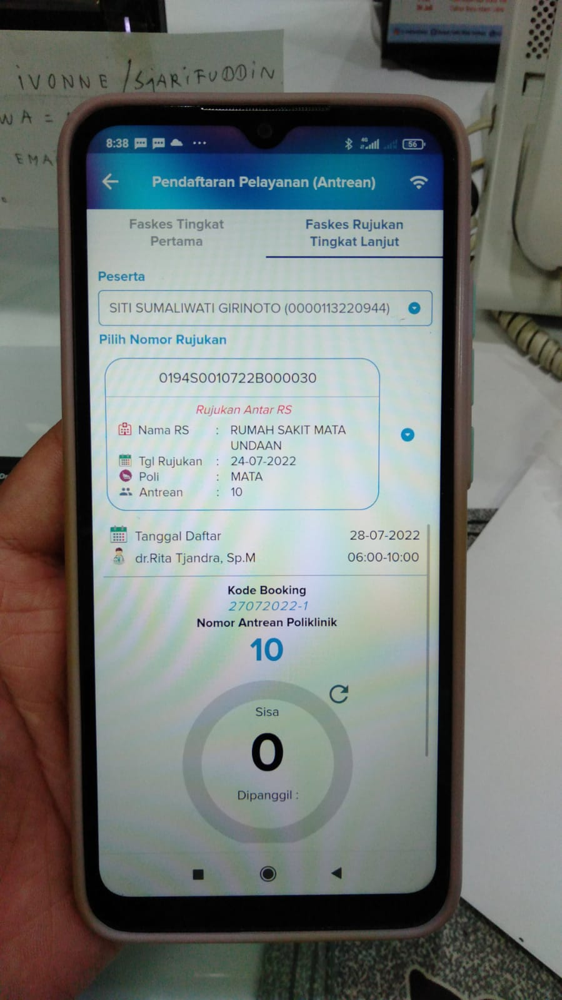 IVONNE / SJARIFUDDIN
WA =
EMA
8:38
4G
56
Pendaftaran Pelayanan (Antrean)
Faskes Tingkat
Pertama
Faskes Rujukan
Tingkat Lanjut
Peserta
SITI SUMALIWATI GIRINOTO (0000113220944)
Pilih Nomor Rujukan
0194S0010722B000030
Rujukan Antar RS
Nama RS : RUMAH SAKIT MATA
UNDAAN
Tgl Rujukan : 24-07-2022
Poli : MATA
Antrean : 10
Tanggal Daftar 28-07-2022
dr.Rita Tjandra, Sp.M 06:00-10:00
Kode Booking
27072022-1
Nomor Antrean Poliklinik
10
Sisa
0
Dipanggil :